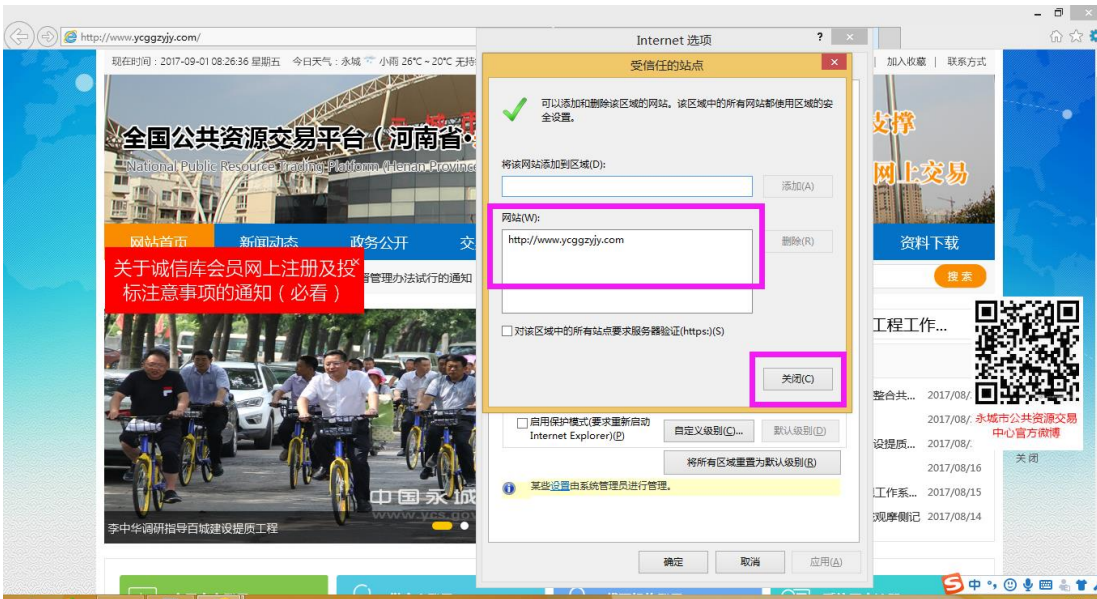 http://www.ycggzyjy.com/
现在时间：2017-09-01 08:26:36 星期五 今日天气：永城 小雨 26℃～20℃ 无持
加入收藏 | 联系方式
全国公共资源交易平台（河南省•
National Public Resource Trading Platform (Henan Province
支撑
网上交易
网站首页 新闻动态 政务公开 交
资料下载
关于诚信库会员网上注册及投
标注意事项的通知（必看）
管理办法试行的通知
搜索
Internet 选项
受信任的站点
可以添加和删除该区域的网站。该区域中的所有网站都使用区域的安
全设置。
将该网站添加到区域(D):
添加(A)
网站(W):
http://www.ycggzyjy.com
删除(R)
对该区域中的所有站点要求服务器验证(https:)(S)
关闭(C)
启用保护模式(要求重新启动
Internet Explorer)(P)
自定义级别(C)...
默认级别(D)
将所有区域重置为默认级别(R)
某些设置由系统管理员进行管理。
确定
取消
应用(A)
工程工作...
整合共... 2017/08/
2017/08/
设提质... 2017/08/
2017/08/16
工作系... 2017/08/15
观摩侧记 2017/08/14
永城市公共资源交易
中心官方微博
关闭
中国永城
www.ycs.gov
李中华调研指导百城建设提质工程
中